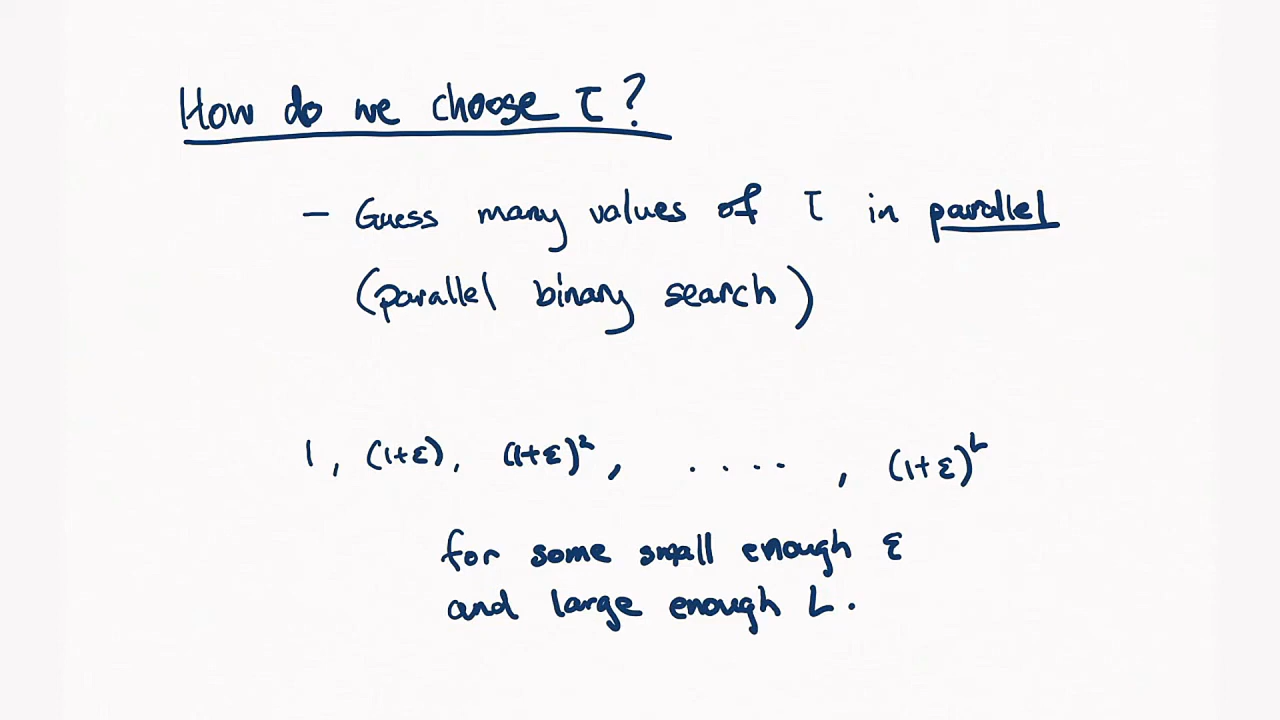 How do we choose τ?
– Guess many values of τ in parallel
(parallel binary search)
1, (1+ε), (1+ε)², . . . . , (1+ε)ᴸ
for some small enough ε
and large enough L.